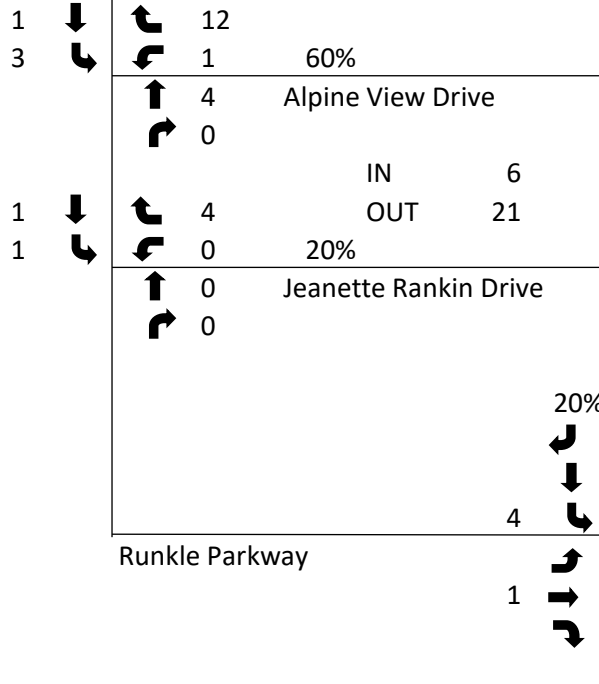 1 12
3 1 60%
4 Alpine View Drive
0
IN 6
1 4 OUT 21
1 0 20%
0 Jeanette Rankin Drive
0
20%
4
Runkle Parkway
1